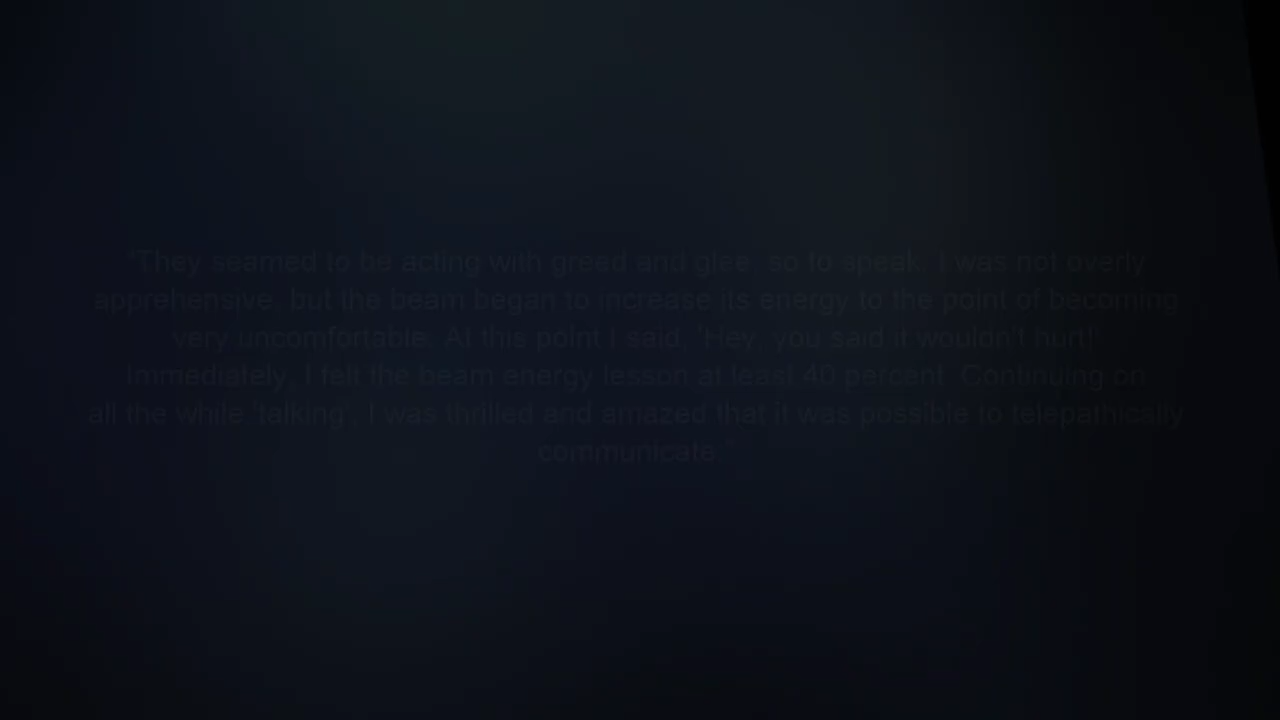 "They seamed to be acting with greed and glee, so to speak. I was not overly
apprehensive, but the beam began to increase its energy to the point of becoming
very uncomfortable. At this point I said, 'Hey, you said it wouldn't hurt!'
Immediately, I felt the beam energy lesson at least 40 percent. Continuing on
all the while 'talking', I was thrilled and amazed that it was possible to telepathically
communicate."